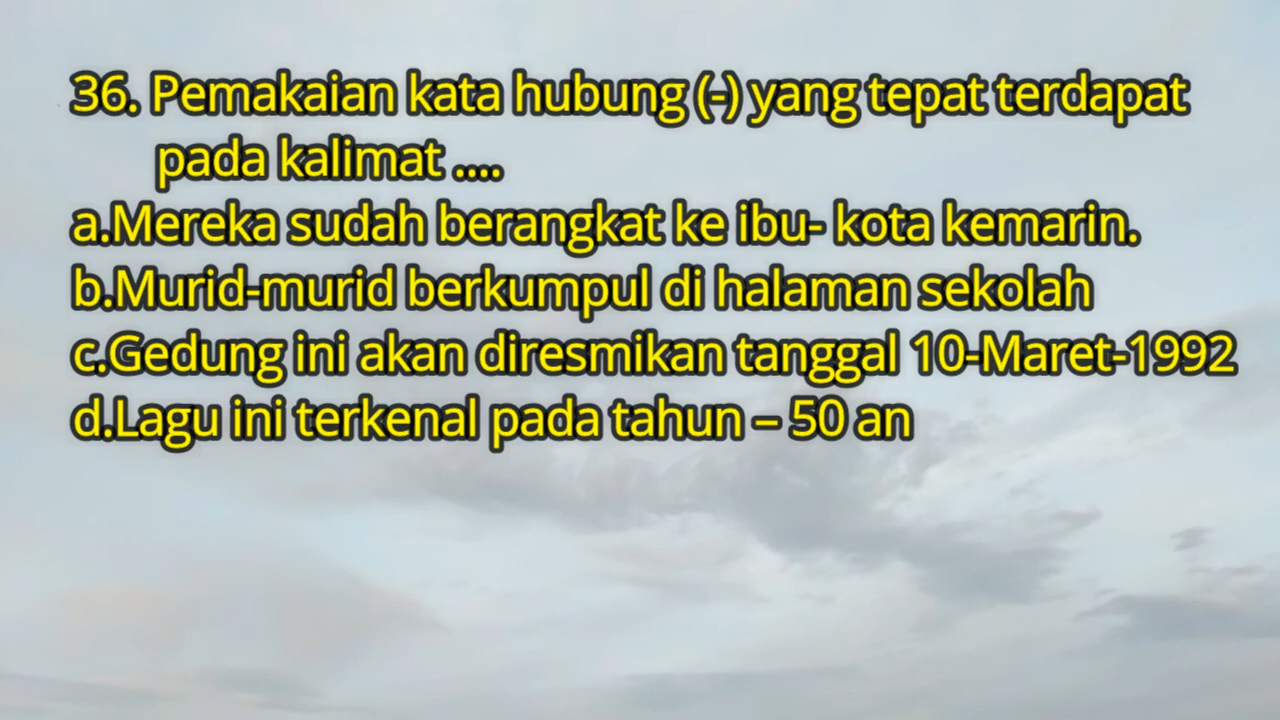 36. Pemakaian kata hubung (-) yang tepat terdapat
pada kalimat ....
a.Mereka sudah berangkat ke ibu- kota kemarin.
b.Murid-murid berkumpul di halaman sekolah
c.Gedung ini akan diresmikan tanggal 10-Maret-1992
d.Lagu ini terkenal pada tahun – 50 an